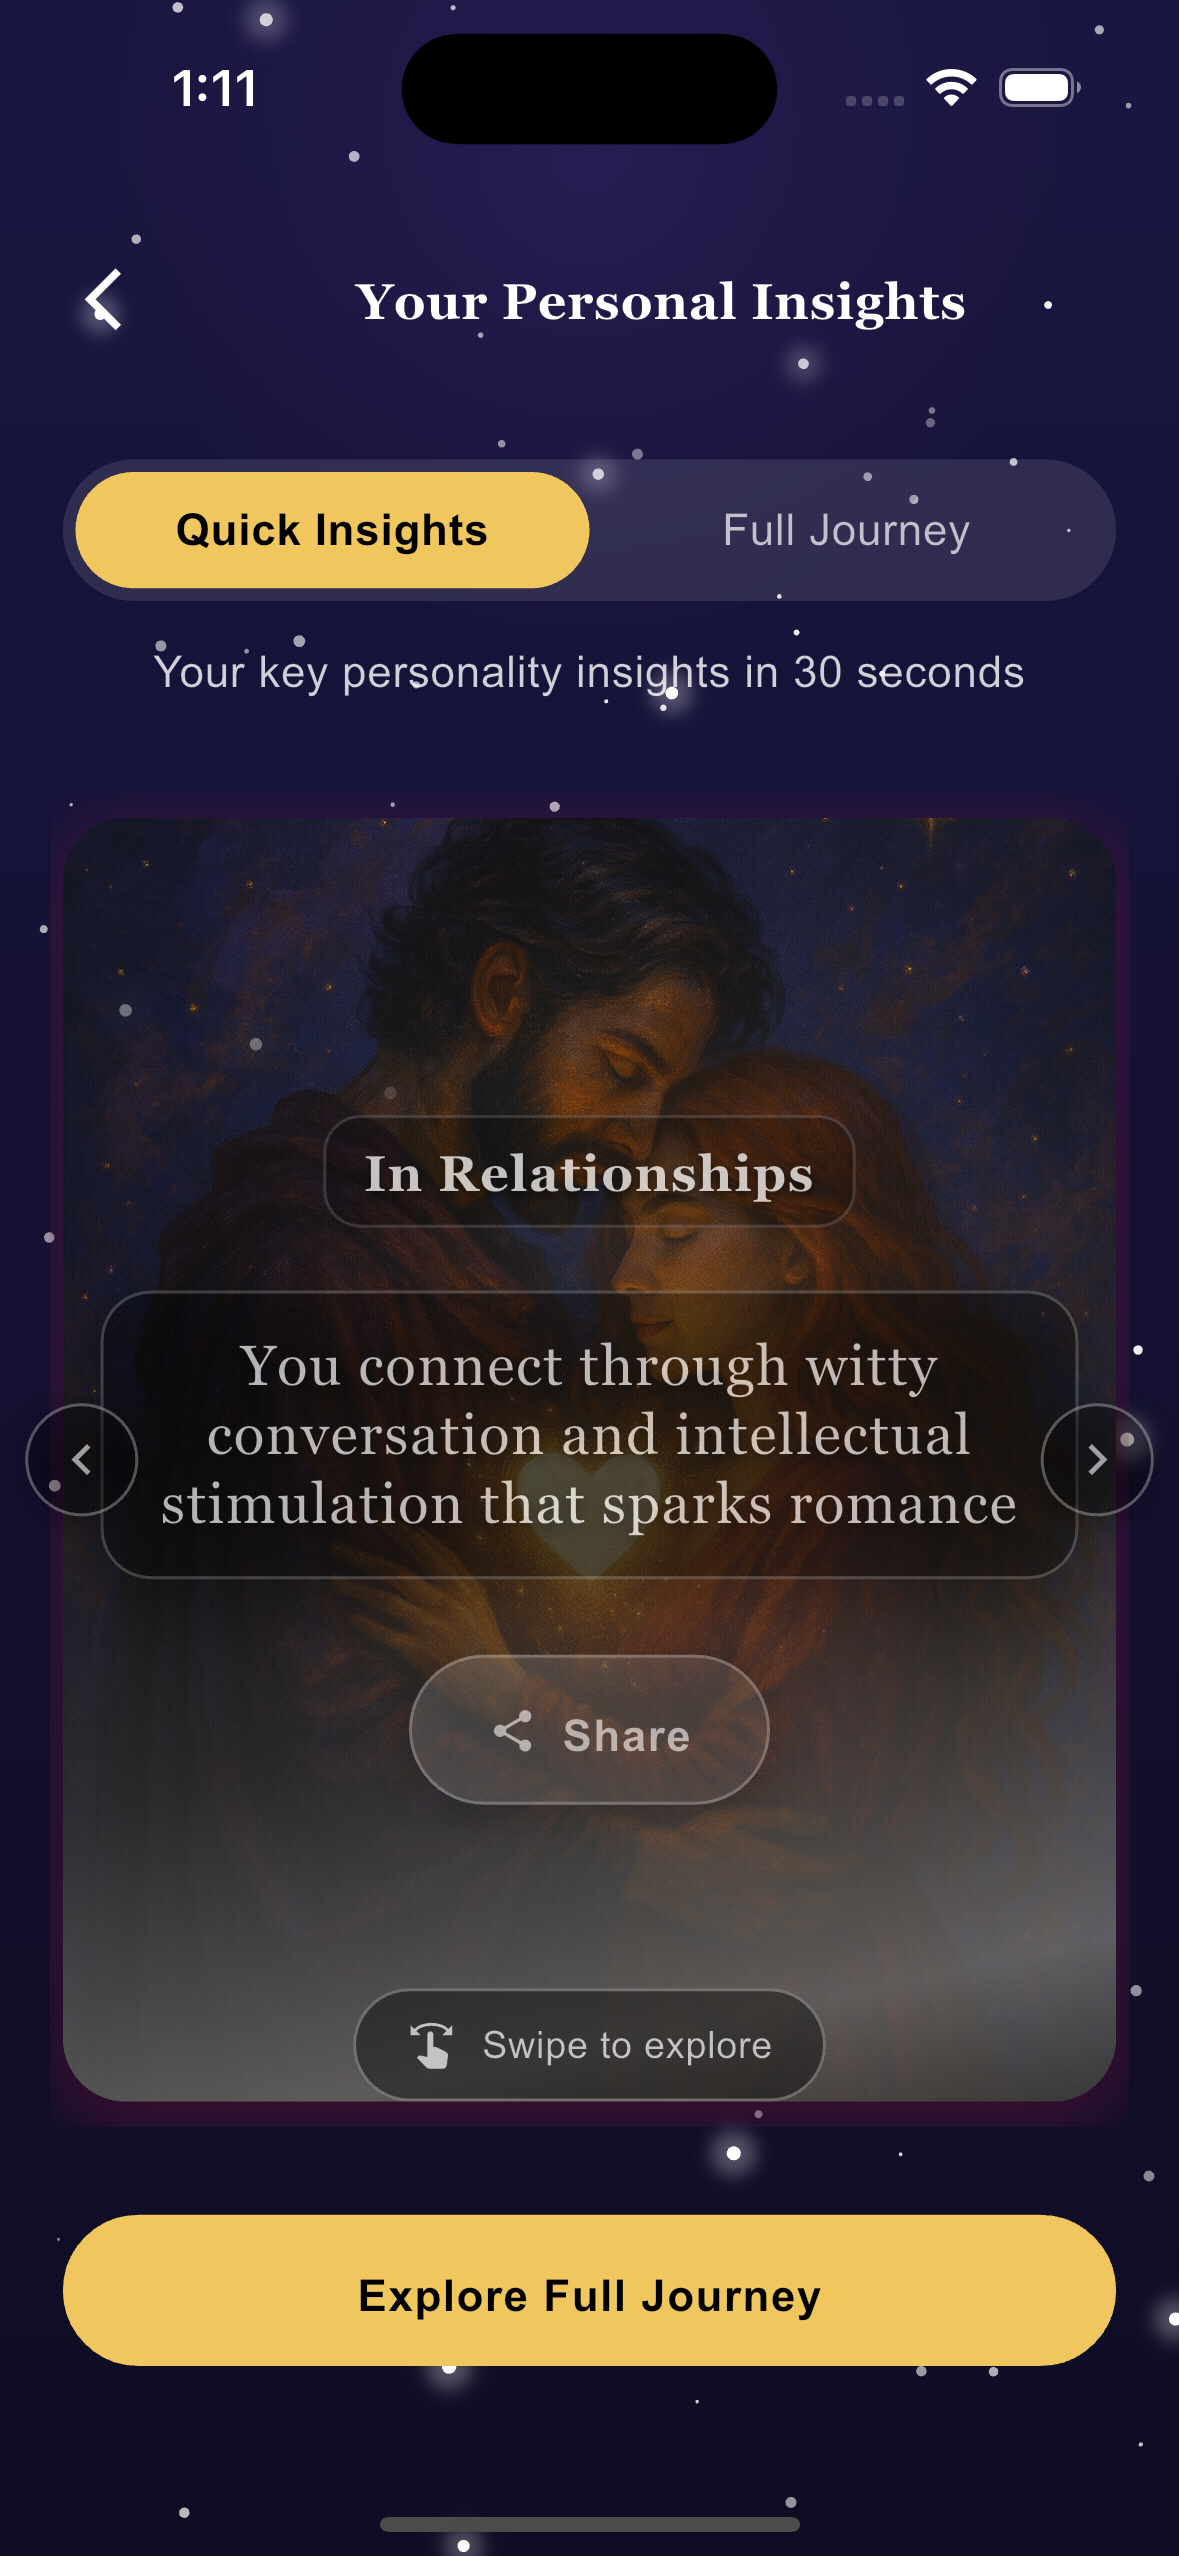 1:11
Your Personal Insights
Quick Insights
Full Journey
Your key personality insights in 30 seconds
In Relationships
You connect through witty
conversation and intellectual
stimulation that sparks romance
Share
Swipe to explore
Explore Full Journey